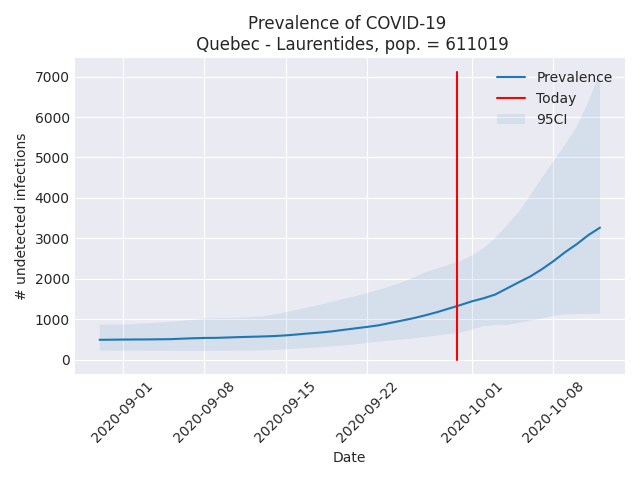 Prevalence of COVID-19
Quebec - Laurentides, pop. = 611019
Prevalence
Today
95CI
7000
6000
5000
4000
3000
2000
1000
0
# undetected infections
2020-09-01
2020-09-08
2020-09-15
2020-09-22
2020-10-01
2020-10-08
Date